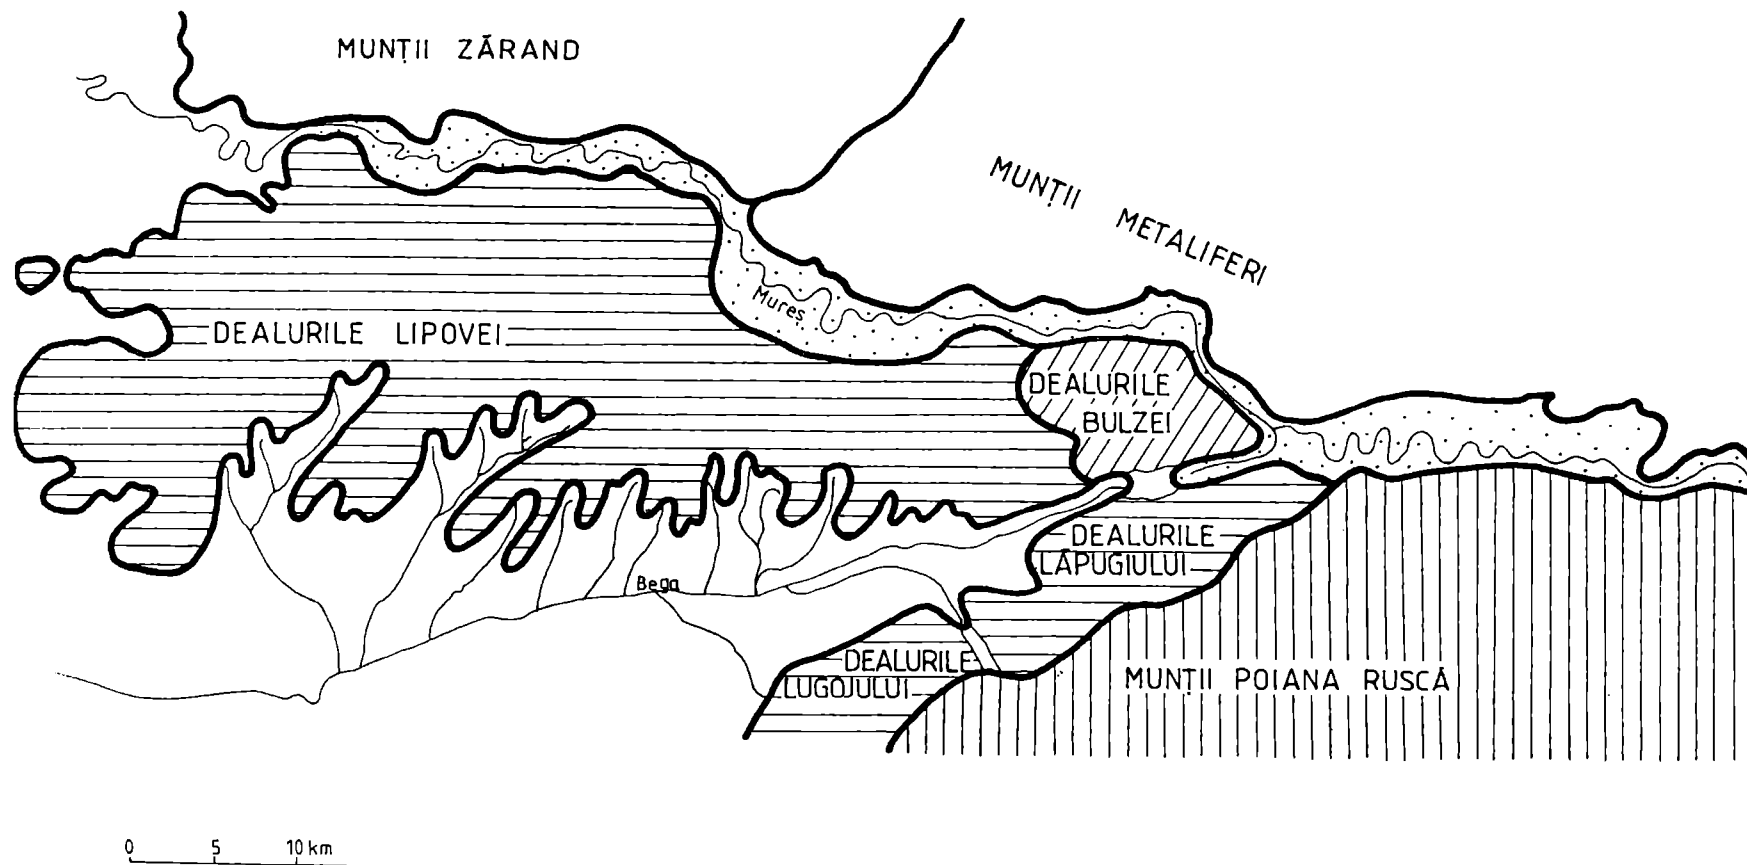 MUNȚII ZĂRAND
MUNȚII METALIFERI
Mureș
DEALURILE LIPOVEI
DEALURILE
BULZEI
DEALURILE
LĂPUGIULUI
Bega
DEALURILE
LUGOJULUI
MUNȚII POIANA RUSCĂ
0 5 10 km